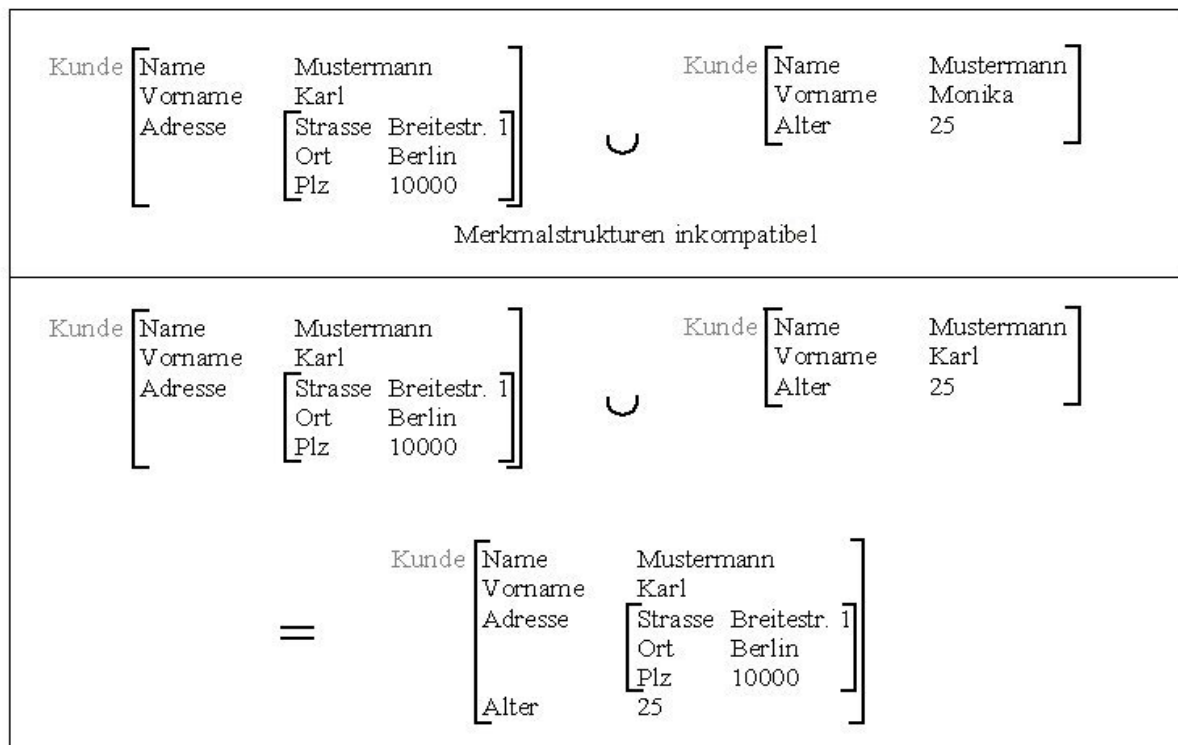 Kunde Name Mustermann
Vorname Karl
Adresse Strasse Breitestr. 1
Ort Berlin
Plz 10000
Kunde Name Mustermann
Vorname Monika
Alter 25
Merkmalstrukturen inkompatibel
Kunde Name Mustermann
Vorname Karl
Adresse Strasse Breitestr. 1
Ort Berlin
Plz 10000
Kunde Name Mustermann
Vorname Karl
Alter 25
= Kunde Name Mustermann
Vorname Karl
Adresse Strasse Breitestr. 1
Ort Berlin
Plz 10000
Alter 25